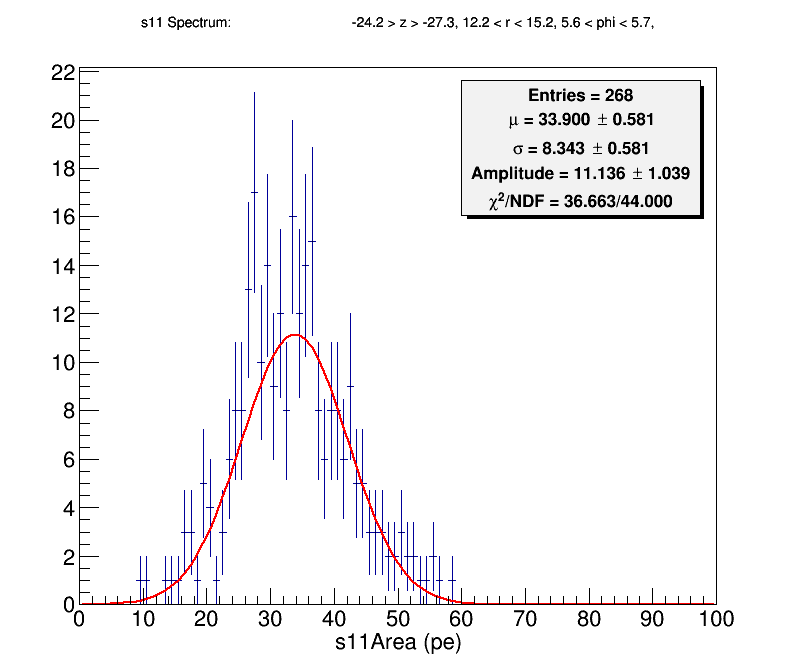 s11 Spectrum: -24.2 > z > -27.3, 12.2 < r < 15.2, 5.6 < phi < 5.7,
Entries = 268
μ = 33.900 ± 0.581
σ = 8.343 ± 0.581
Amplitude = 11.136 ± 1.039
χ²/NDF = 36.663/44.000
22
20
18
16
14
12
10
8
6
4
2
0
0 10 20 30 40 50 60 70 80 90 100
s11Area (pe)